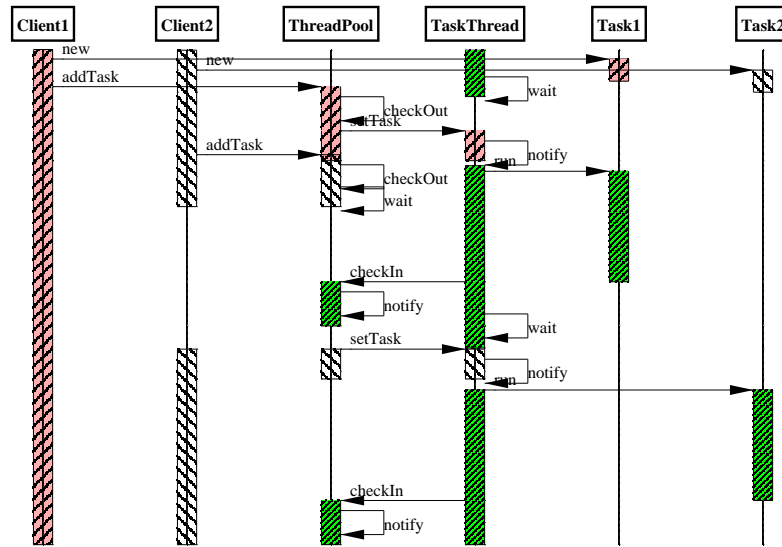 Client1 Client2 ThreadPool TaskThread Task1 Task2
new
new
addTask
wait
checkOut
setTask
addTask
notify
run
checkOut
wait
checkIn
notify
wait
setTask
notify
run
checkIn
notify